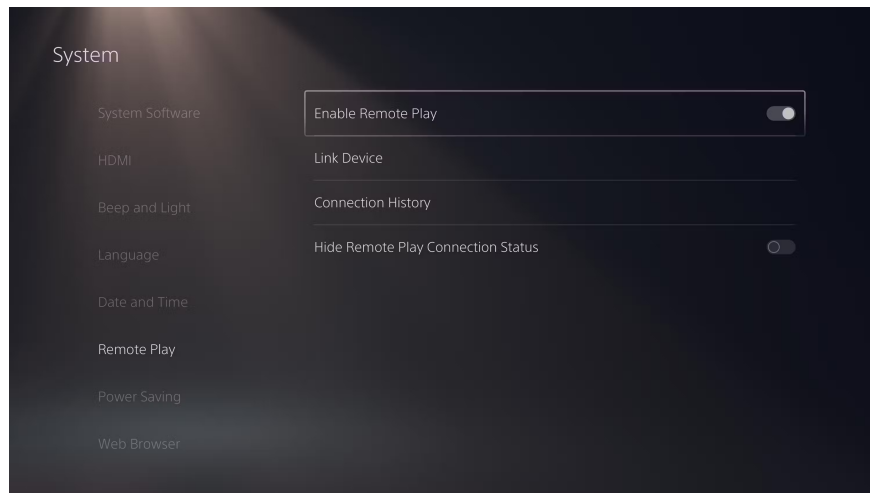 System
System Software
HDMI
Beep and Light
Language
Date and Time
Remote Play
Power Saving
Web Browser
Enable Remote Play
Link Device
Connection History
Hide Remote Play Connection Status